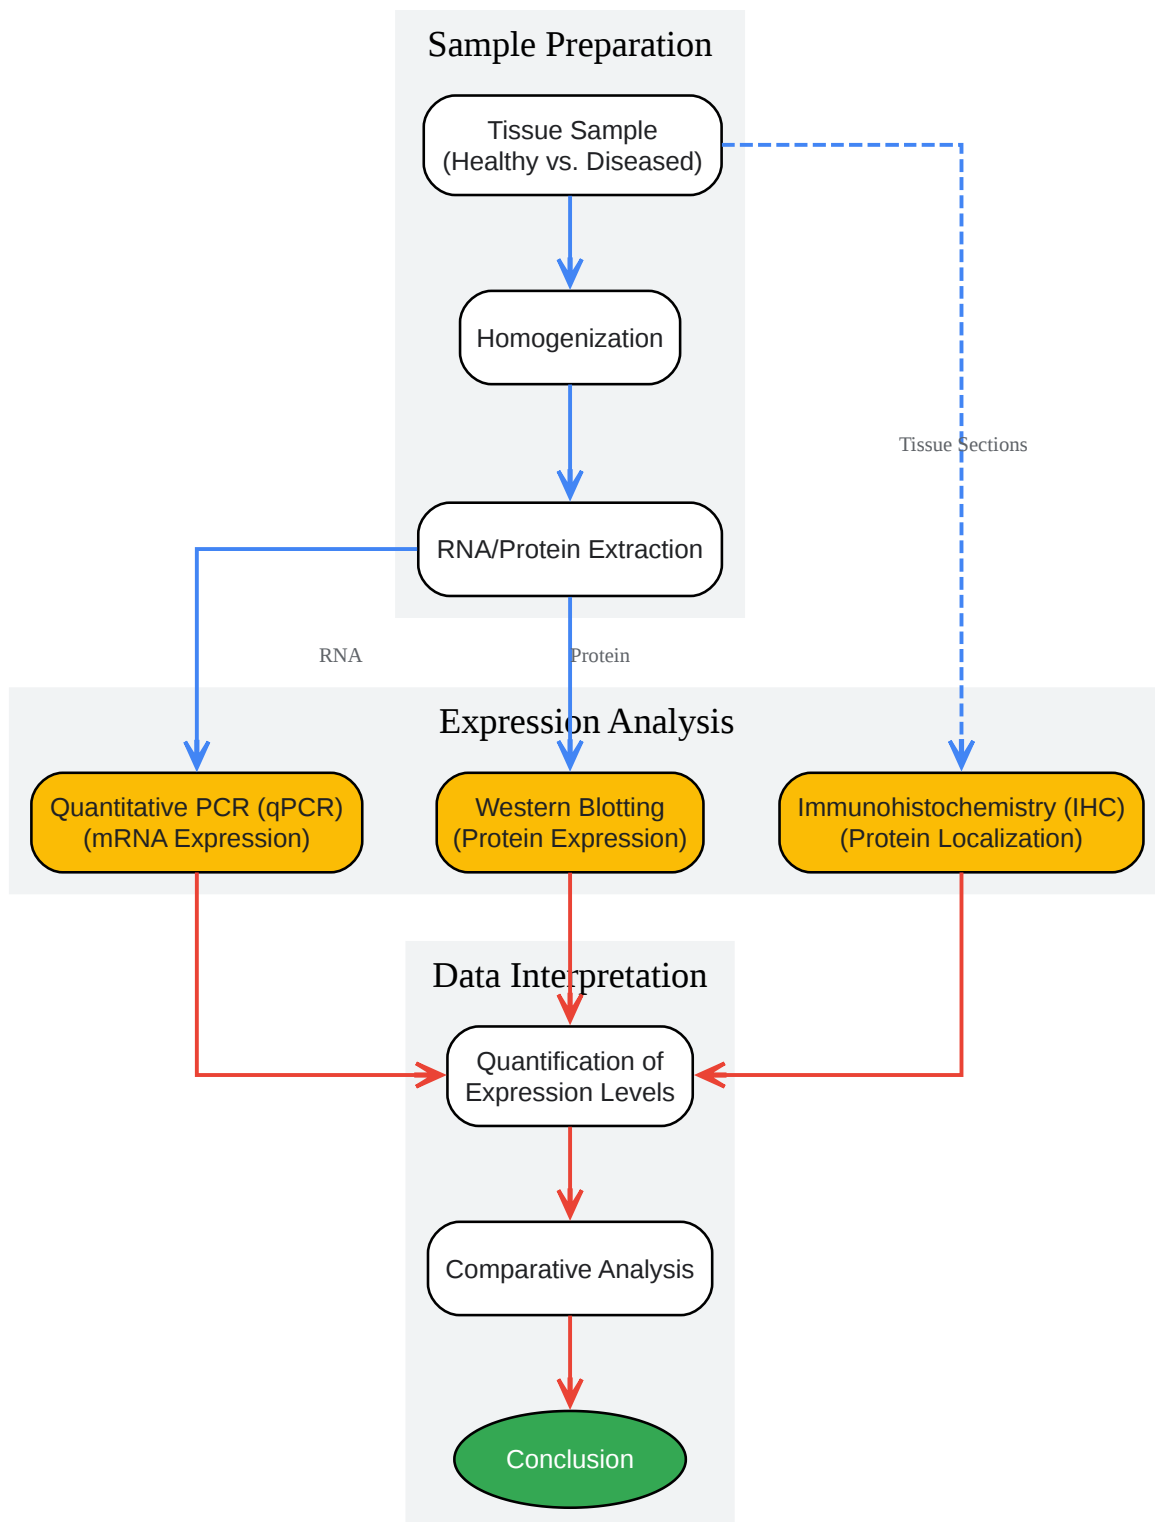 Sample Preparation
Tissue Sample
(Healthy vs. Diseased)
Homogenization
Tissue Sections
RNA/Protein Extraction
RNA
Protein
Expression Analysis
Quantitative PCR (qPCR)
(mRNA Expression)
Western Blotting
(Protein Expression)
Immunohistochemistry (IHC)
(Protein Localization)
Data Interpretation
Quantification of
Expression Levels
Comparative Analysis
Conclusion